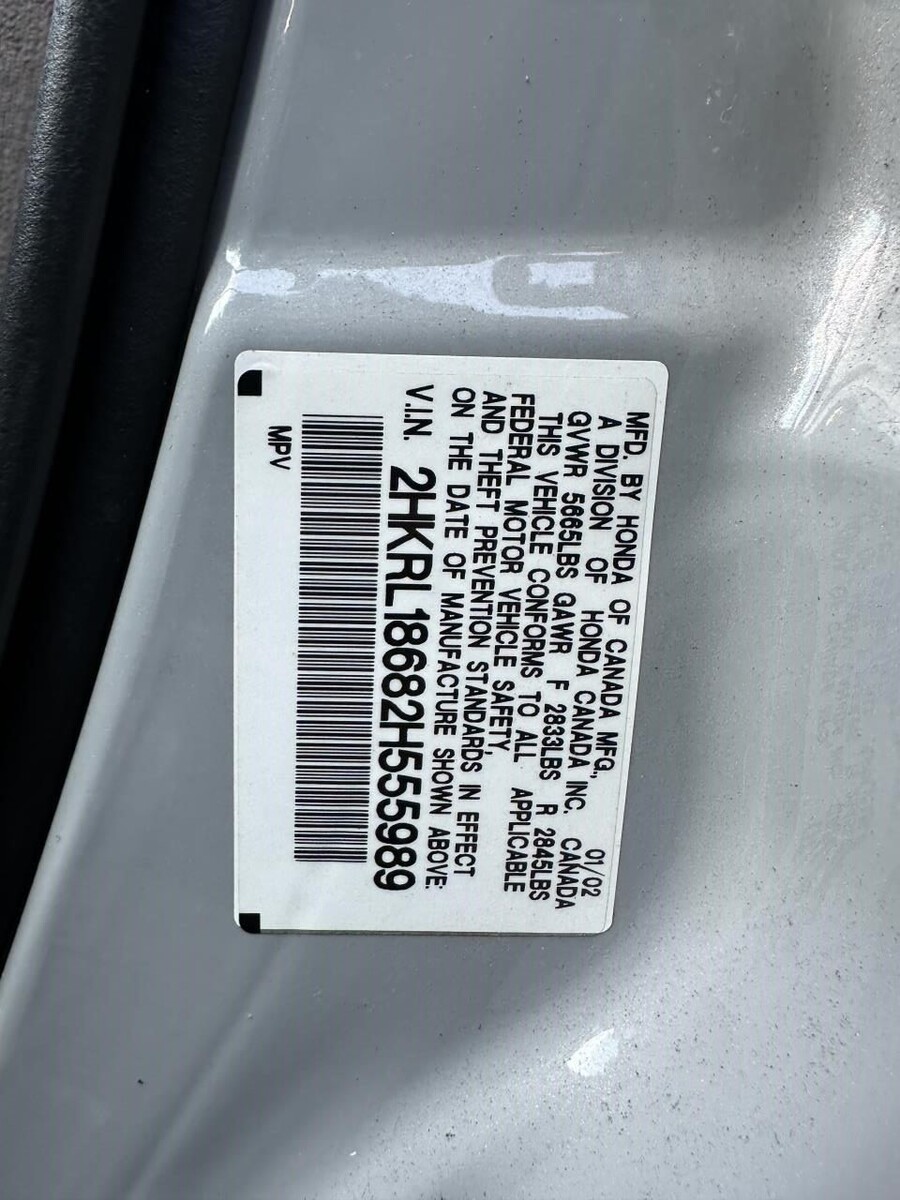 MFD. BY HONDA OF CANADA MFG., 01/02
A DIVISION OF HONDA CANADA INC. CANADA
GVWR 5665LBS GAWR F 2833LBS R 2845LBS
THIS VEHICLE CONFORMS TO ALL APPLICABLE
FEDERAL MOTOR VEHICLE SAFETY,
AND THEFT PREVENTION STANDARDS IN EFFECT
ON THE DATE OF MANUFACTURE SHOWN ABOVE:
V.I.N. 2HKRL18682H555989
MPV